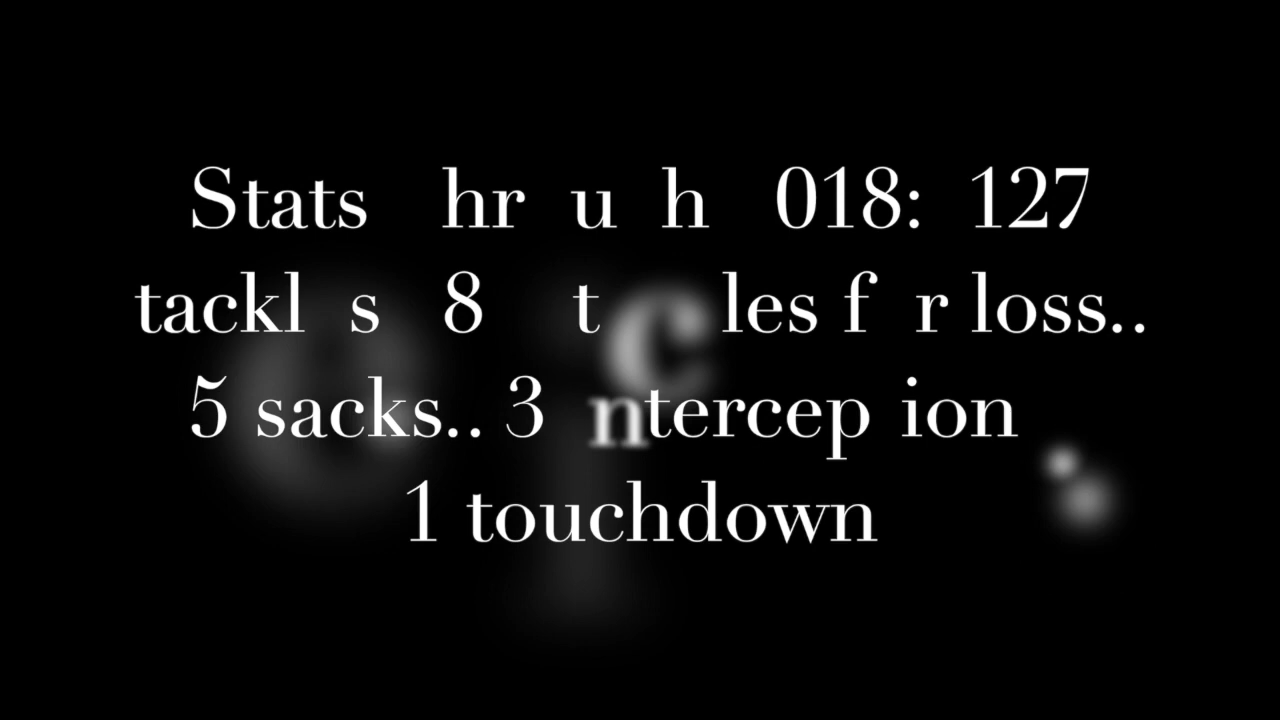 Stats hr u h 018: 127
tackl s 8 t c les f r loss..
5 sacks.. 3 ntercep ion
1 touchdown